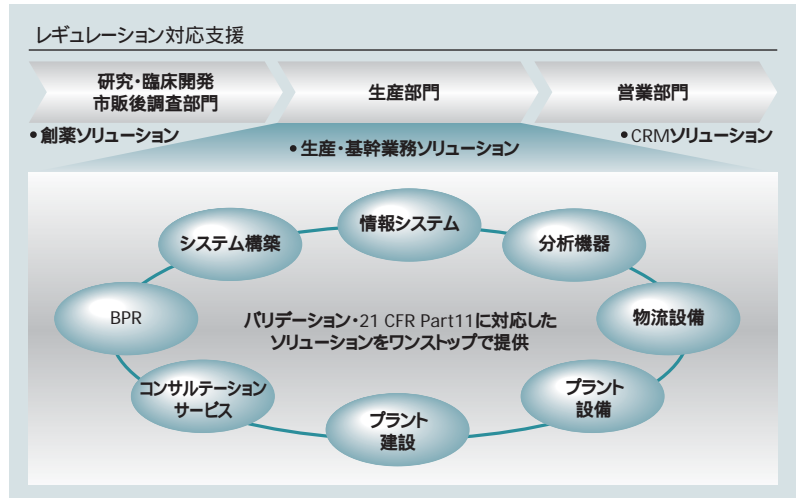 レギュレーション対応支援
研究・臨床開発
市販後調査部門
生産部門
営業部門
●創薬ソリューション
●生産・基幹業務ソリューション
●CRMソリューション
情報システム
システム構築
分析機器
BPR
バリデーション・21 CFR Part11に対応した
ソリューションをワンストップで提供
物流設備
コンサルテーション
サービス
プラント
設備
プラント
建設